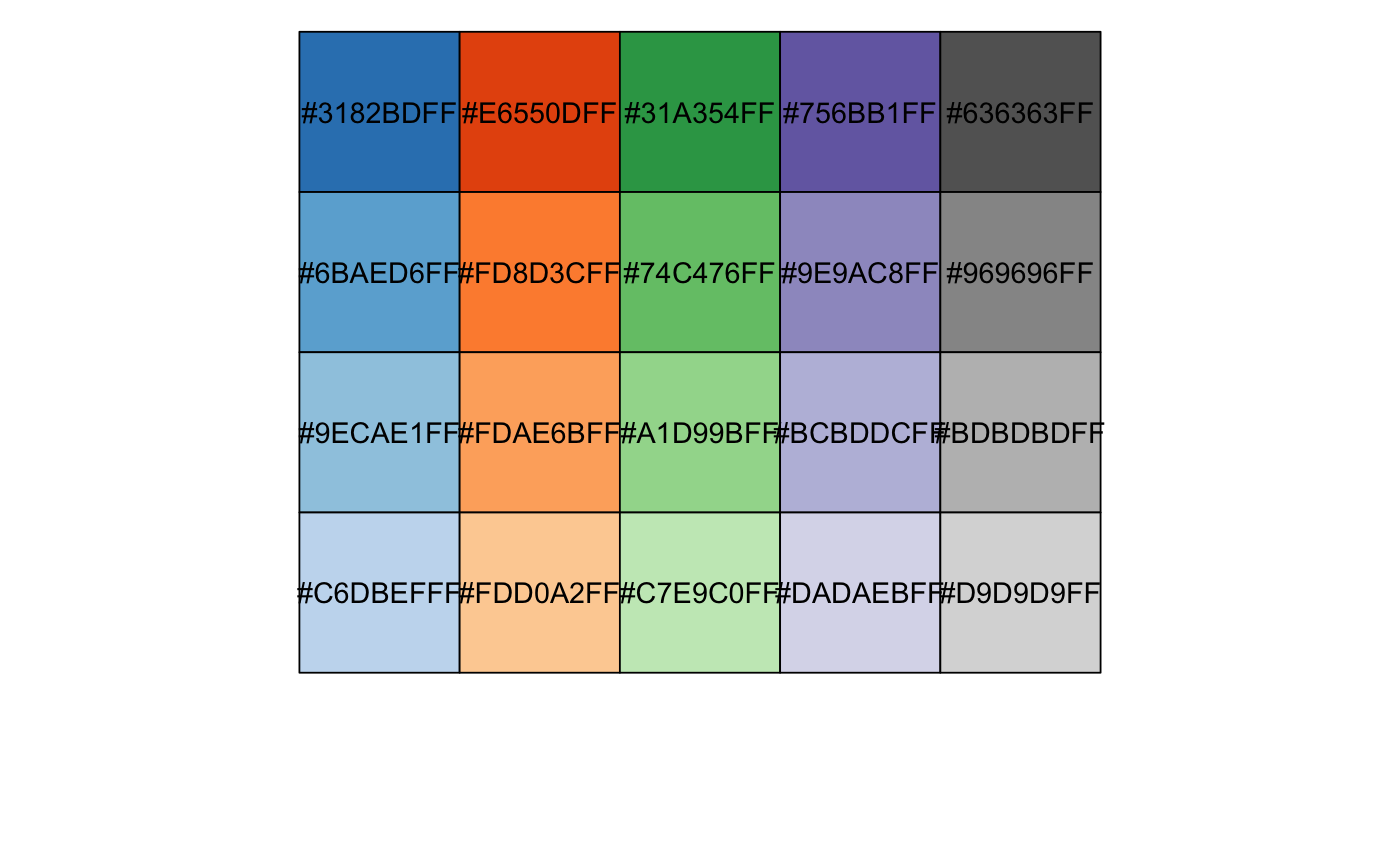 #3182BDFF #E6550DFF #31A354FF #756BB1FF #636363FF
#6BAED6FF #FD8D3CFF #74C476FF #9E9AC8FF #969696FF
#9ECAE1FF #FDAE6BFF #A1D99BFF #BCBDDCFF #BDBDBDFF
#C6DBEFFF #FDD0A2FF #C7E9C0FF #DADAEBFF #D9D9D9FF